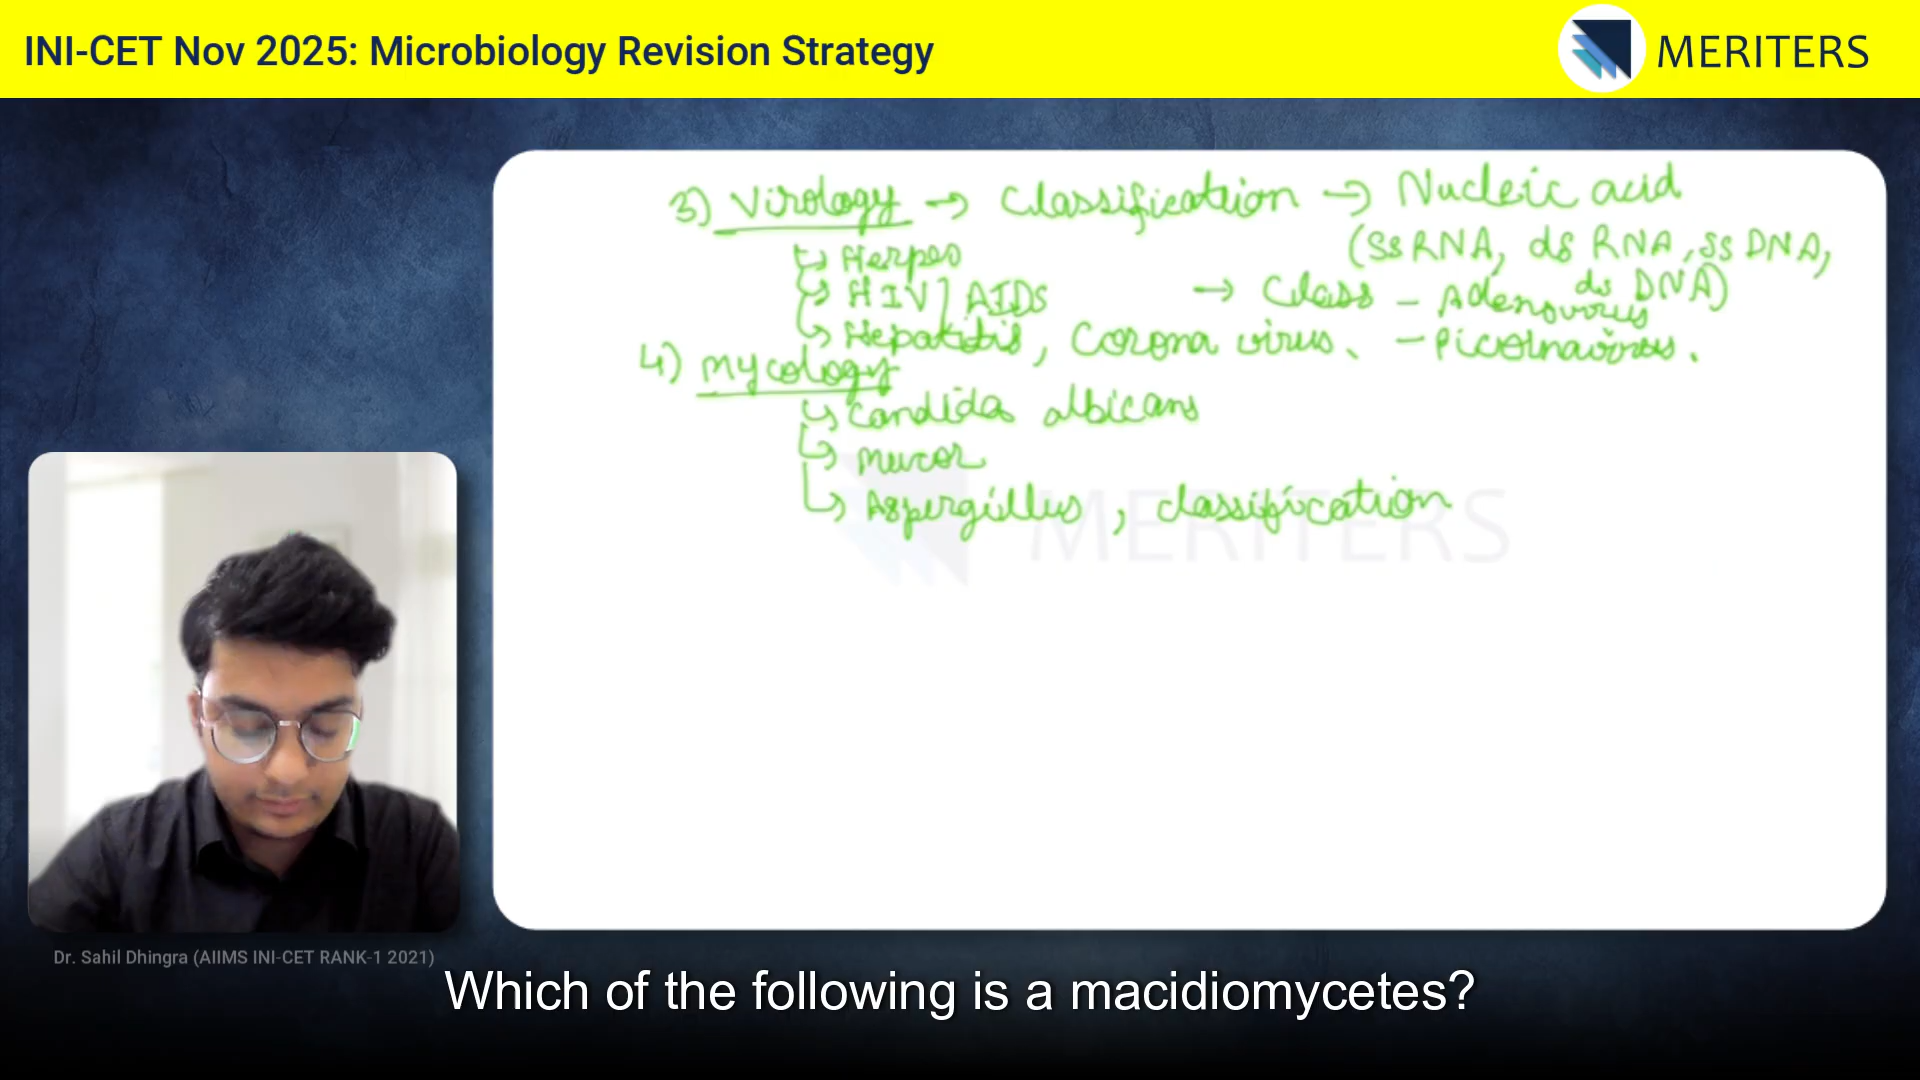 INI-CET Nov 2025: Microbiology Revision Strategy
MERITERS
3) Virology → Classification → Nucleic acid
(ssRNA, ds RNA, ss DNA,
ds DNA)
↳ Herpes
↳ HIV / AIDS → Class - Adenovirus
↳ Hepatitis, Corona virus. - Picornavirus.
4) Mycology
↳ Candida albicans
↳ Mucor
↳ Aspergillus, classification
MERITERS
Dr. Sahil Dhingra (AIIMS INI-CET RANK-1 2021)
Which of the following is a macidiomycetes?